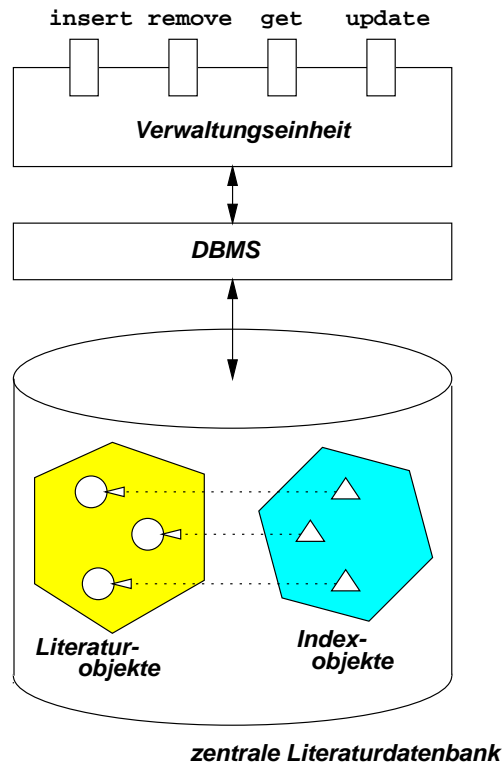 insert remove get update
Verwaltungseinheit
DBMS
Literatur-
objekte
Index-
objekte
zentrale Literaturdatenbank